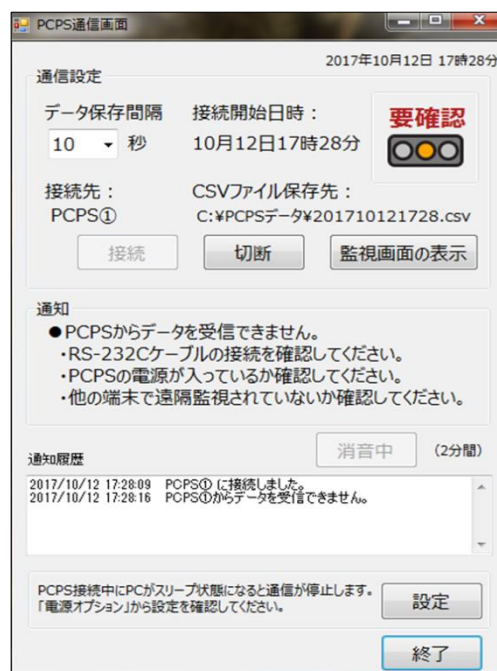 PCPS通信画面
2017年10月12日 17時28分
通信設定
データ保存間隔
10 秒
接続開始日時：
10月12日17時28分
要確認
接続先：
PCPS①
CSVファイル保存先：
C:¥PCPSデータ¥201710121728.csv
接続
切断
監視画面の表示
通知
●PCPSからデータを受信できません。
・RS-232Cケーブルの接続を確認してください。
・PCPSの電源が入っているか確認してください。
・他の端末で遠隔監視されていないか確認してください。
消音中
(2分間)
通知履歴
2017/10/12 17:28:09 PCPS① に接続しました。
2017/10/12 17:28:16 PCPS①からデータを受信できません。
PCPS接続中にPCがスリープ状態になると通信が停止します。
「電源オプション」から設定を確認してください。
設定
終了